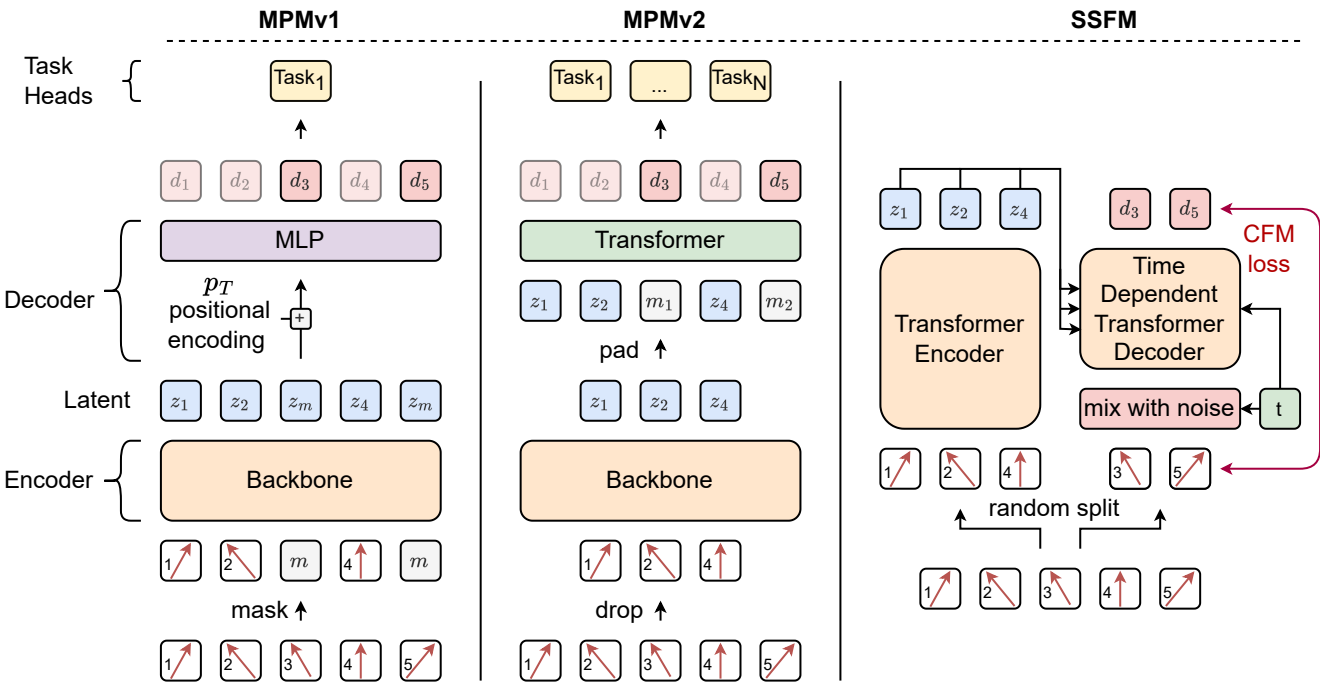 MPMv1
MPMv2
SSFM
Task
Heads
Task1
Task1
...
TaskN
d1 d2 d3 d4 d5
d1 d2 d3 d4 d5
z1 z2 z4
d3 d5
CFM
loss
Decoder
MLP
Transformer
pT
positional
encoding
+
z1 z2 m1 z4 m2
pad
Transformer
Encoder
Time
Dependent
Transformer
Decoder
mix with noise
t
Latent
z1 z2 zm z4 zm
z1 z2 z4
Encoder
Backbone
Backbone
1 2 4
3 5
random split
1 2 m 4 m
1 2 4
1 2 3 4 5
mask
drop
1 2 3 4 5
1 2 3 4 5